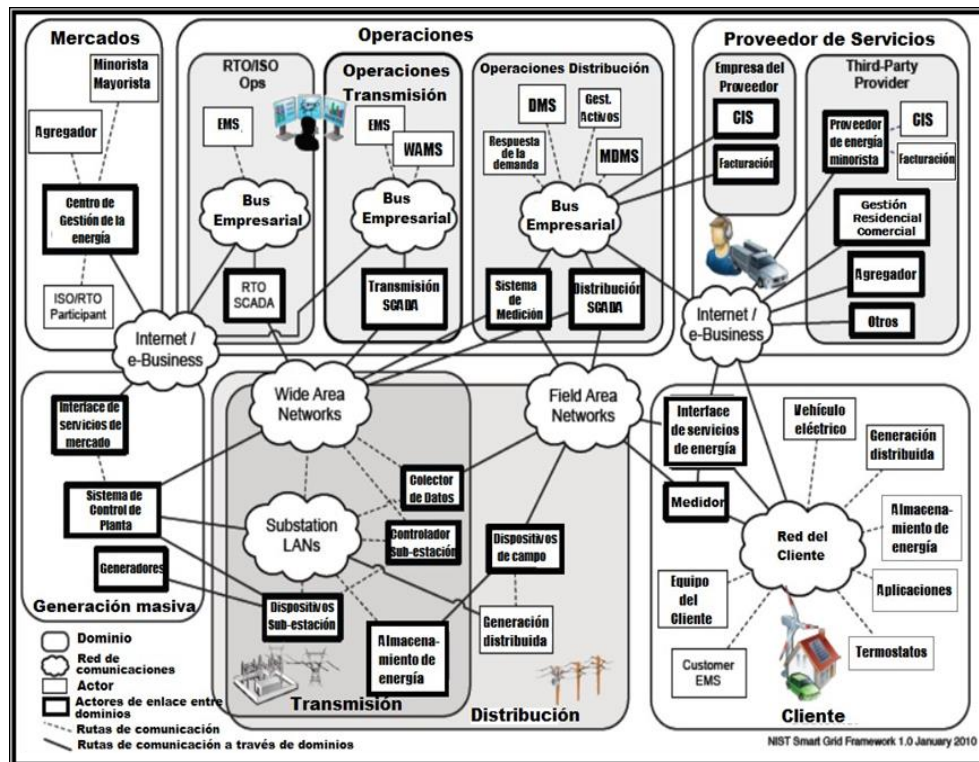 Mercados
Minorista
Mayorista
Agregador
Centro de
Gestión de la
energía
ISO/RTO
Participant
Operaciones
RTO/ISO
Ops
EMS
Bus
Empresarial
RTO
SCADA
Operaciones
Transmisión
EMS
WAMS
Bus
Empresarial
Transmisión
SCADA
Operaciones Distribución
DMS
Gest.
Activos
Respuesta
de la
demanda
MDMS
Bus
Empresarial
Sistema
de
Medición
Distribución
SCADA
Proveedor de Servicios
Empresa del
Proveedor
CIS
Facturación
Third-Party
Provider
Proveedor
de energía
minorista
CIS
Facturación
Gestión
Residencial
Comercial
Agregador
Otros
Internet /
e-Business
Internet /
e-Business
Interface de
servicios de
mercado
Sistema de
Control de
Planta
Generadores
Generación masiva
Wide Area
Networks
Field Area
Networks
Substation
LANs
Colector
de Datos
Controlador
Sub-estación
Dispositivos
de campo
Dispositivos
Sub-estación
Almacena-
miento de
energía
Generación
distribuida
Transmisión
Distribución
Interface
de servicios
de energía
Medidor
Vehículo
eléctrico
Generación
distribuida
Almacena-
miento de
energía
Red del
Cliente
Equipo
del
Cliente
Aplicaciones
Customer
EMS
Termostatos
Cliente
Dominio
Red de
comunicaciones
Actor
Actores de enlace entre
dominios
Rutas de comunicación
Rutas de comunicación a través de dominios
NIST Smart Grid Framework 1.0 January 2010